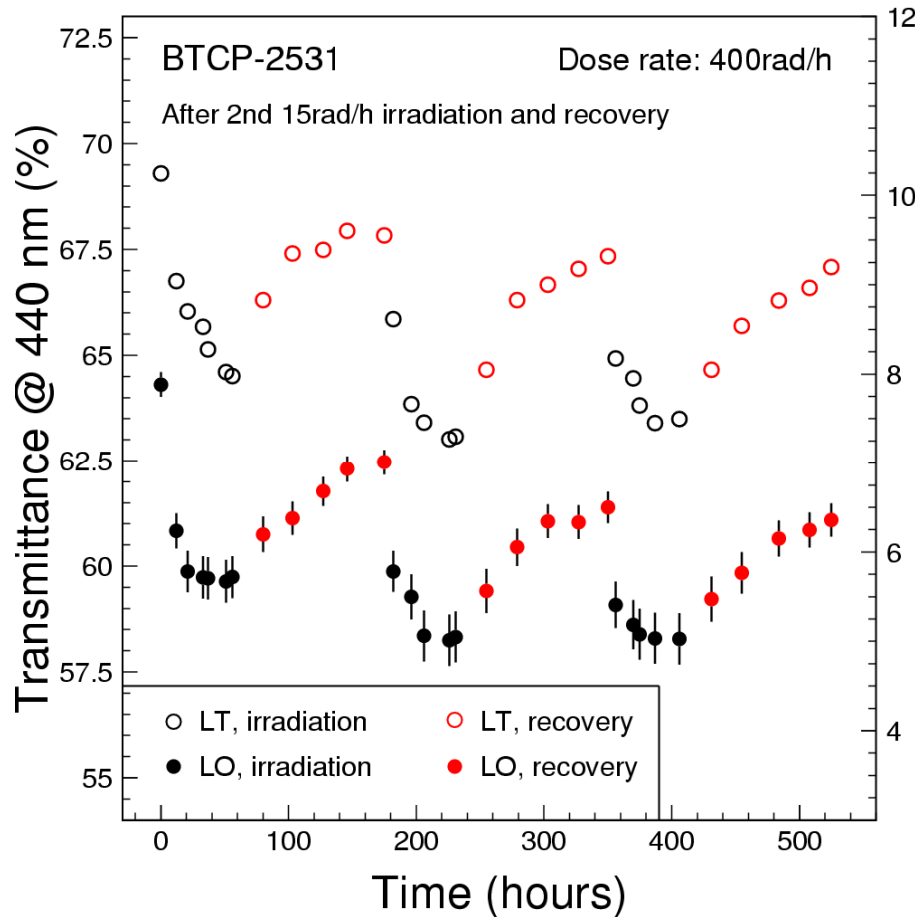 BTCP-2531
Dose rate: 400rad/h
After 2nd 15rad/h irradiation and recovery
Transmittance @ 440 nm (%)
72.5
70
67.5
65
62.5
60
57.5
55
12
10
8
6
4
LT, irradiation
LT, recovery
LO, irradiation
LO, recovery
0
100
200
300
400
500
Time (hours)